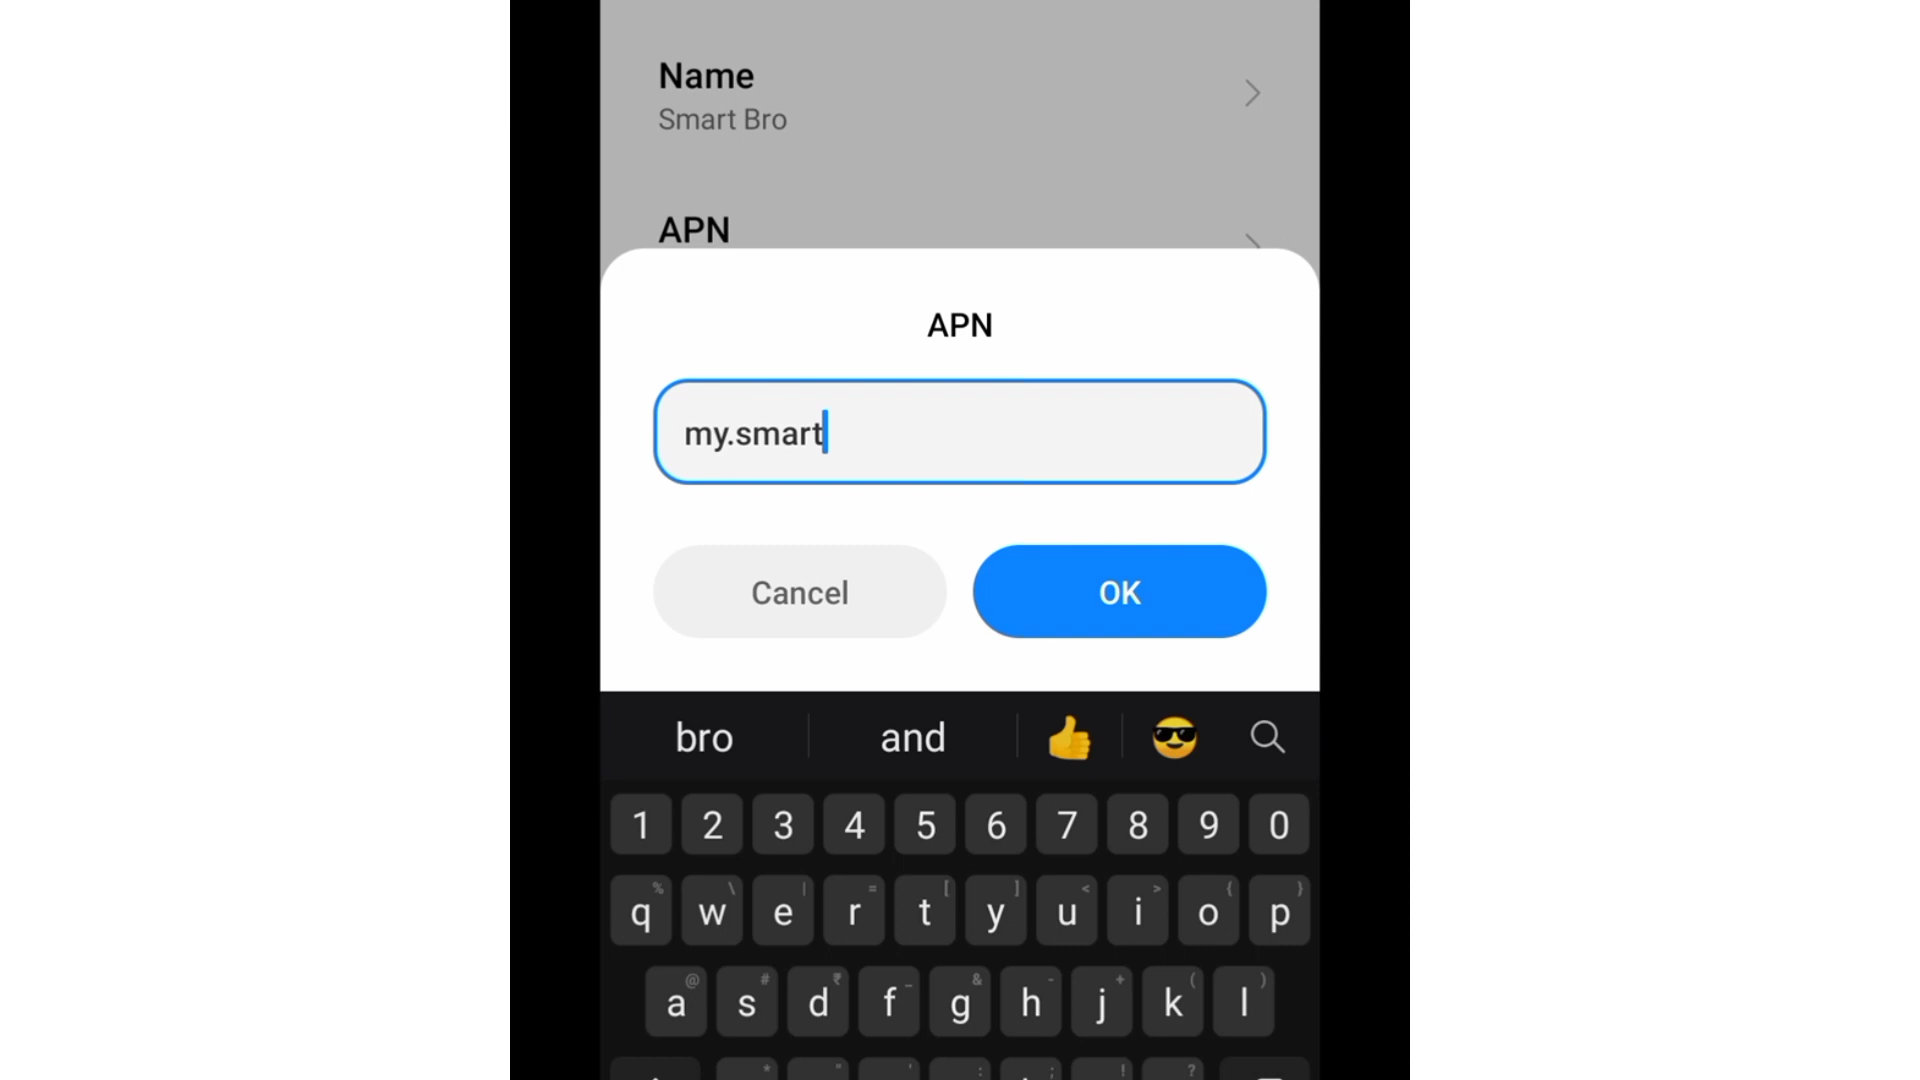 Name
Smart Bro
APN
APN
my.smart
Cancel OK
bro and
1 2 3 4 5 6 7 8 9 0
% \ | = [ ] < > { }
q w e r t y u i o p
@ # ₹ _ & - + ( )
a s d f g h j k l
* " ' : ; ! ?